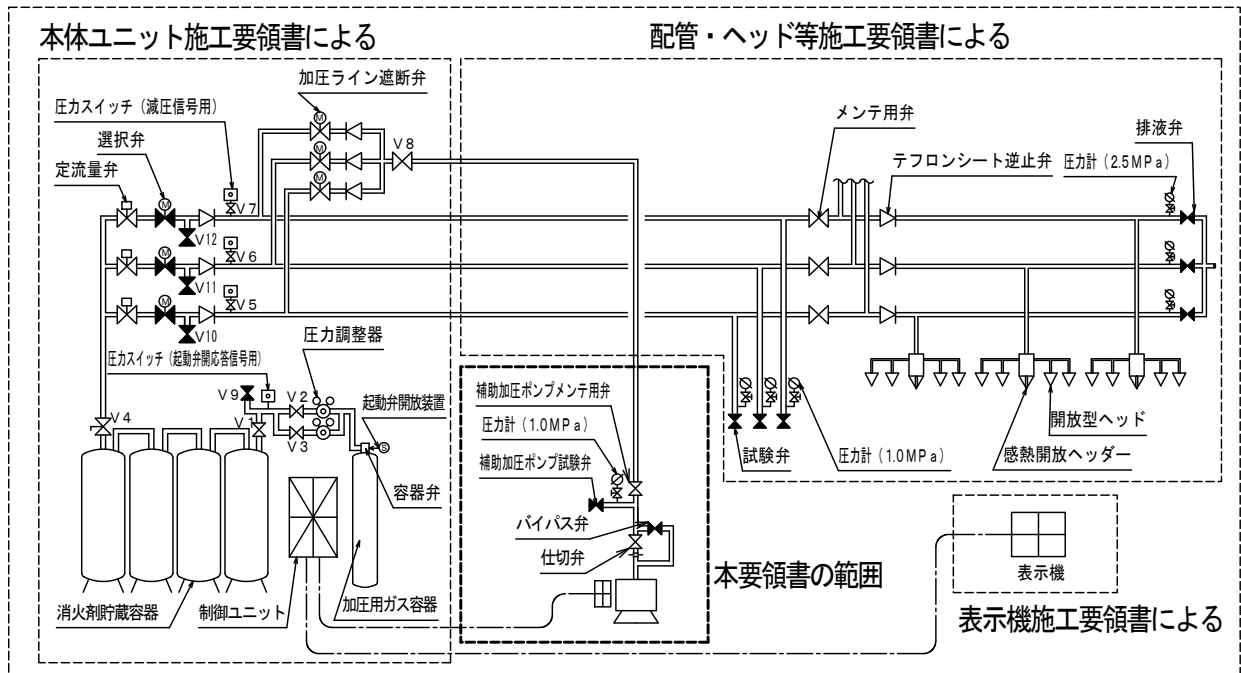 本体ユニット施工要領書による
配管・ヘッド等施工要領書による
加圧ライン遮断弁
圧力スイッチ（減圧信号用）
選択弁
定流量弁
M
M
M
V8
メンテ用弁
排液弁
テフロンシート逆止弁
圧力計（2.5MPa）
M
V7
V12
M
V6
V11
M
V5
V10
圧力スイッチ（起動弁開応答信号用）
圧力調整器
V9
V2
起動弁開放装置
V4
V1
V3
S
容器弁
補助加圧ポンプメンテ用弁
圧力計（1.0MPa）
補助加圧ポンプ試験弁
バイパス弁
仕切弁
試験弁
圧力計（1.0MPa）
開放型ヘッド
感熱開放ヘッダー
本要領書の範囲
表示機
消火剤貯蔵容器
制御ユニット
加圧用ガス容器
表示機施工要領書による